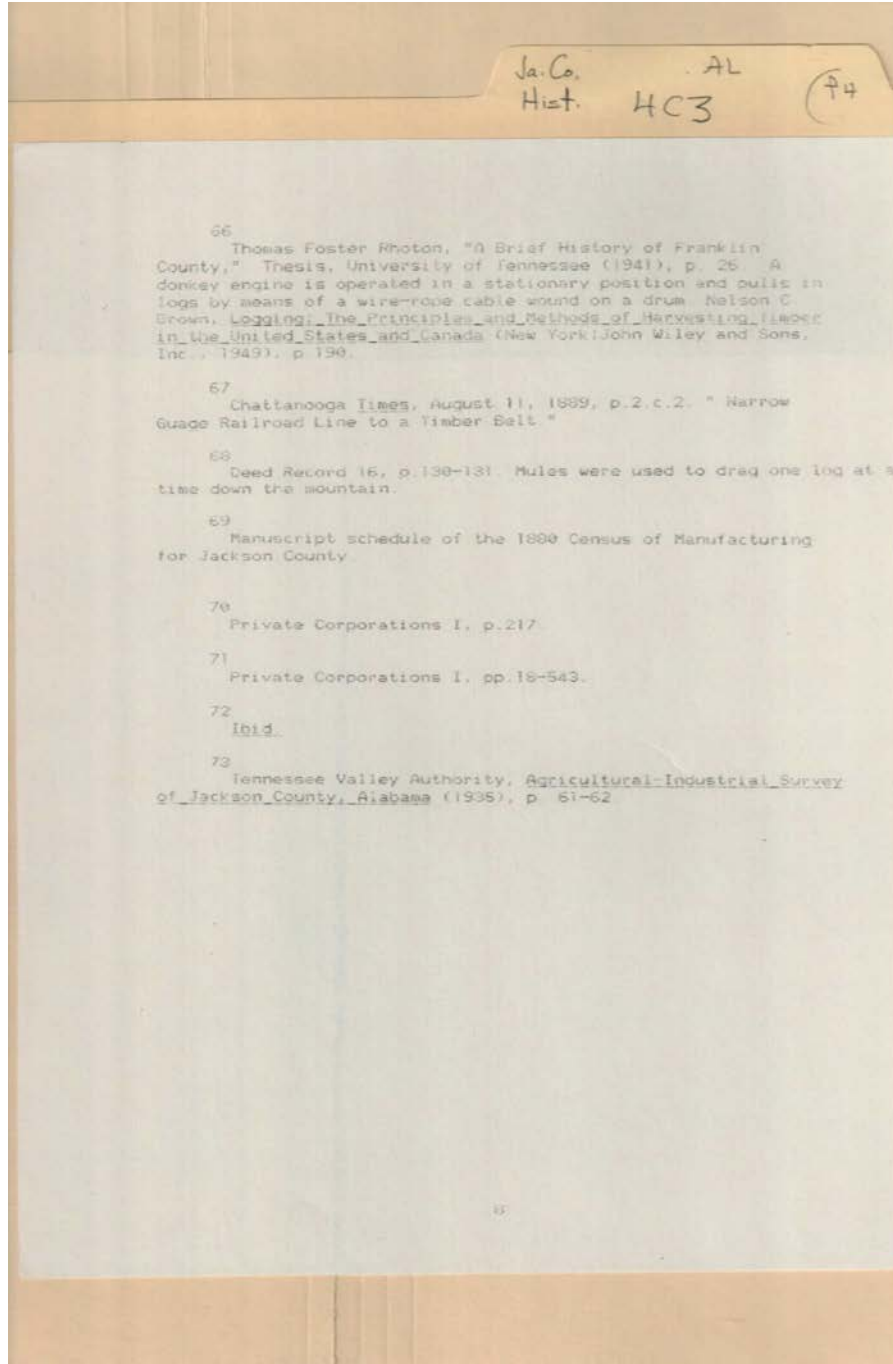 Ja. Co. . AL
Hist. 4C3 P4
66
Thomas Foster Rhoton, "A Brief History of Franklin
County," Thesis, University of Tennessee (1941), p. 26. A
donkey engine is operated in a stationary position and pulls in
logs by means of a wire-rope cable wound on a drum. Nelson C.
Brown, Logging: The Principles and Methods of Harvesting Timber
in the United States and Canada (New York:John Wiley and Sons,
Inc., 1949), p.190.
67
Chattanooga Times, August 11, 1889, p.2.c.2. " Narrow
Guage Railroad Line to a Timber Belt."
68
Deed Record 16, p.130-131. Mules were used to drag one log at a
time down the mountain.
69
Manuscript schedule of the 1880 Census of Manufacturing
for Jackson County.
70
Private Corporations I, p.217.
71
Private Corporations I, pp.18-543.
72
Ibid.
73
Tennessee Valley Authority, Agricultural-Industrial Survey
of Jackson County, Alabama (1935), p. 61-62